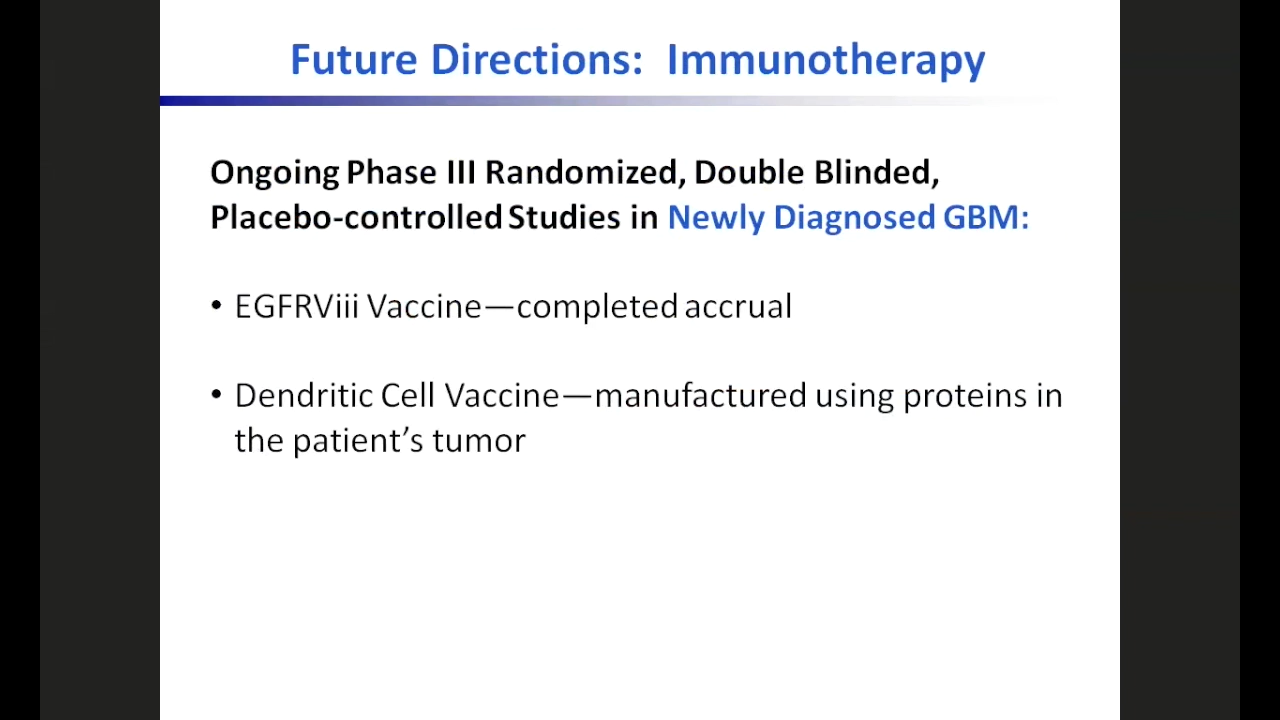 Future Directions: Immunotherapy
Ongoing Phase III Randomized, Double Blinded,
Placebo-controlled Studies in Newly Diagnosed GBM:
• EGFRViii Vaccine—completed accrual
• Dendritic Cell Vaccine—manufactured using proteins in
the patient's tumor